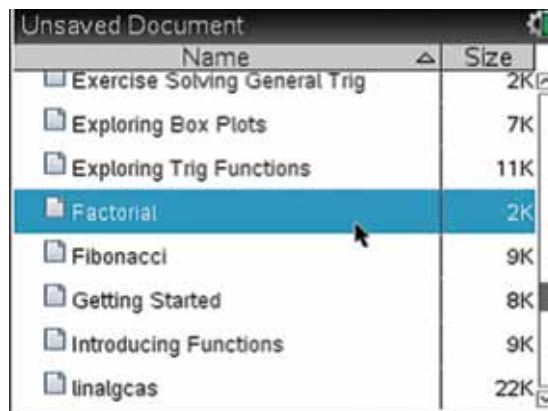 Unsaved Document
Name Size
Exercise Solving General Trig 2K
Exploring Box Plots 7K
Exploring Trig Functions 11K
Factorial 2K
Fibonacci 9K
Getting Started 8K
Introducing Functions 9K
linalgcas 22K